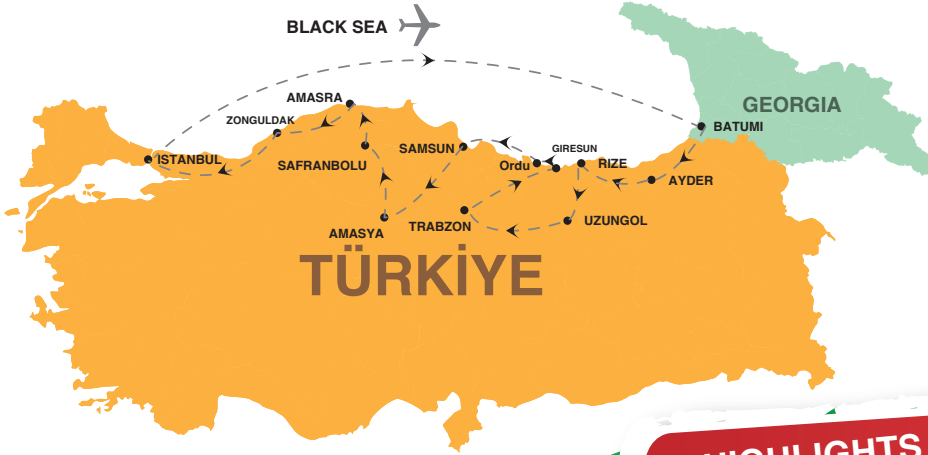 BLACK SEA
AMASRA
ZONGULDAK
GEORGIA
BATUMI
ISTANBUL
SAFRANBOLU
SAMSUN
GIRESUN
Ordu
RIZE
AYDER
AMASYA
TRABZON
UZUNGOL
TÜRKİYE
HIGHLIGHTS